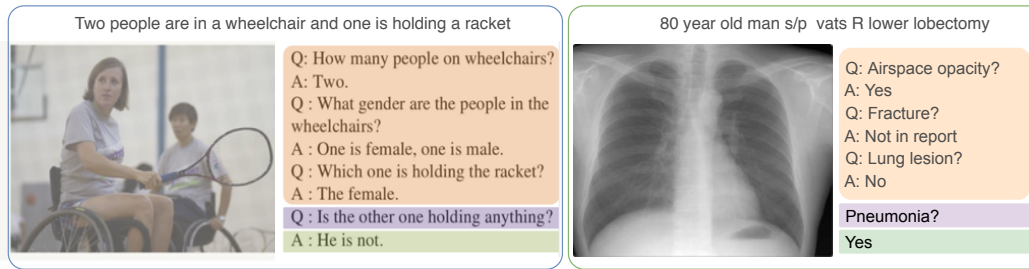 Two people are in a wheelchair and one is holding a racket
Q: How many people on wheelchairs?
A: Two.
Q : What gender are the people in the
wheelchairs?
A : One is female, one is male.
Q : Which one is holding the racket?
A : The female.
Q : Is the other one holding anything?
A : He is not.
80 year old man s/p vats R lower lobectomy
Q: Airspace opacity?
A: Yes
Q: Fracture?
A: Not in report
Q: Lung lesion?
A: No
Pneumonia?
Yes